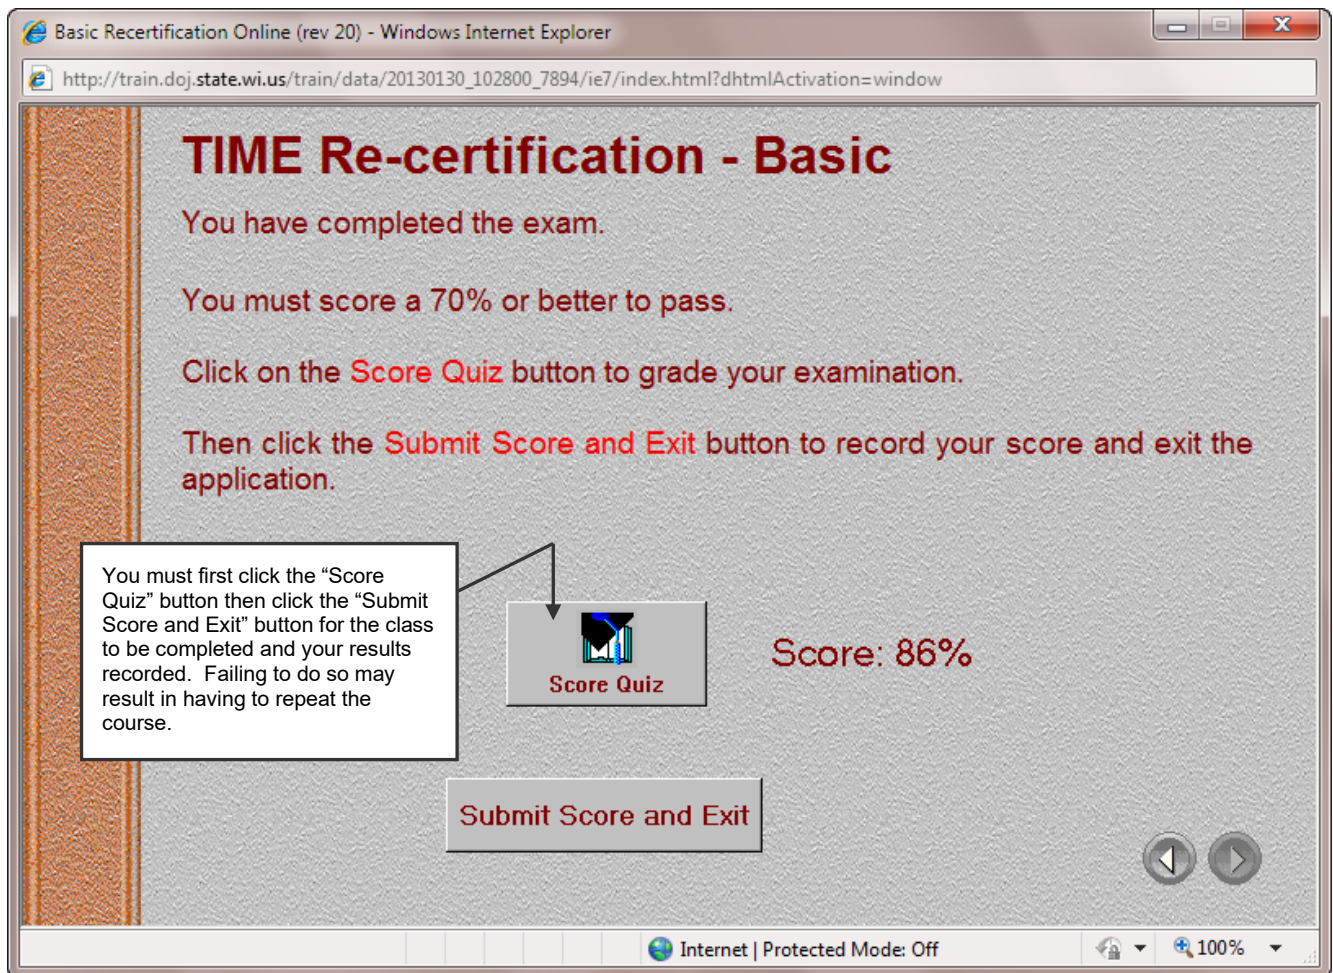 Basic Recertification Online (rev 20) - Windows Internet Explorer
http://train.doj.state.wi.us/train/data/20130130_102800_7894/ie7/index.html?dhtmlActivation=window
TIME Re-certification - Basic
You have completed the exam.
You must score a 70% or better to pass.
Click on the Score Quiz button to grade your examination.
Then click the Submit Score and Exit button to record your score and exit the
application.
You must first click the “Score
Quiz” button then click the “Submit
Score and Exit” button for the class
to be completed and your results
recorded.  Failing to do so may
result in having to repeat the
course.
Score Quiz
Score: 86%
Submit Score and Exit
Internet | Protected Mode: Off
100%